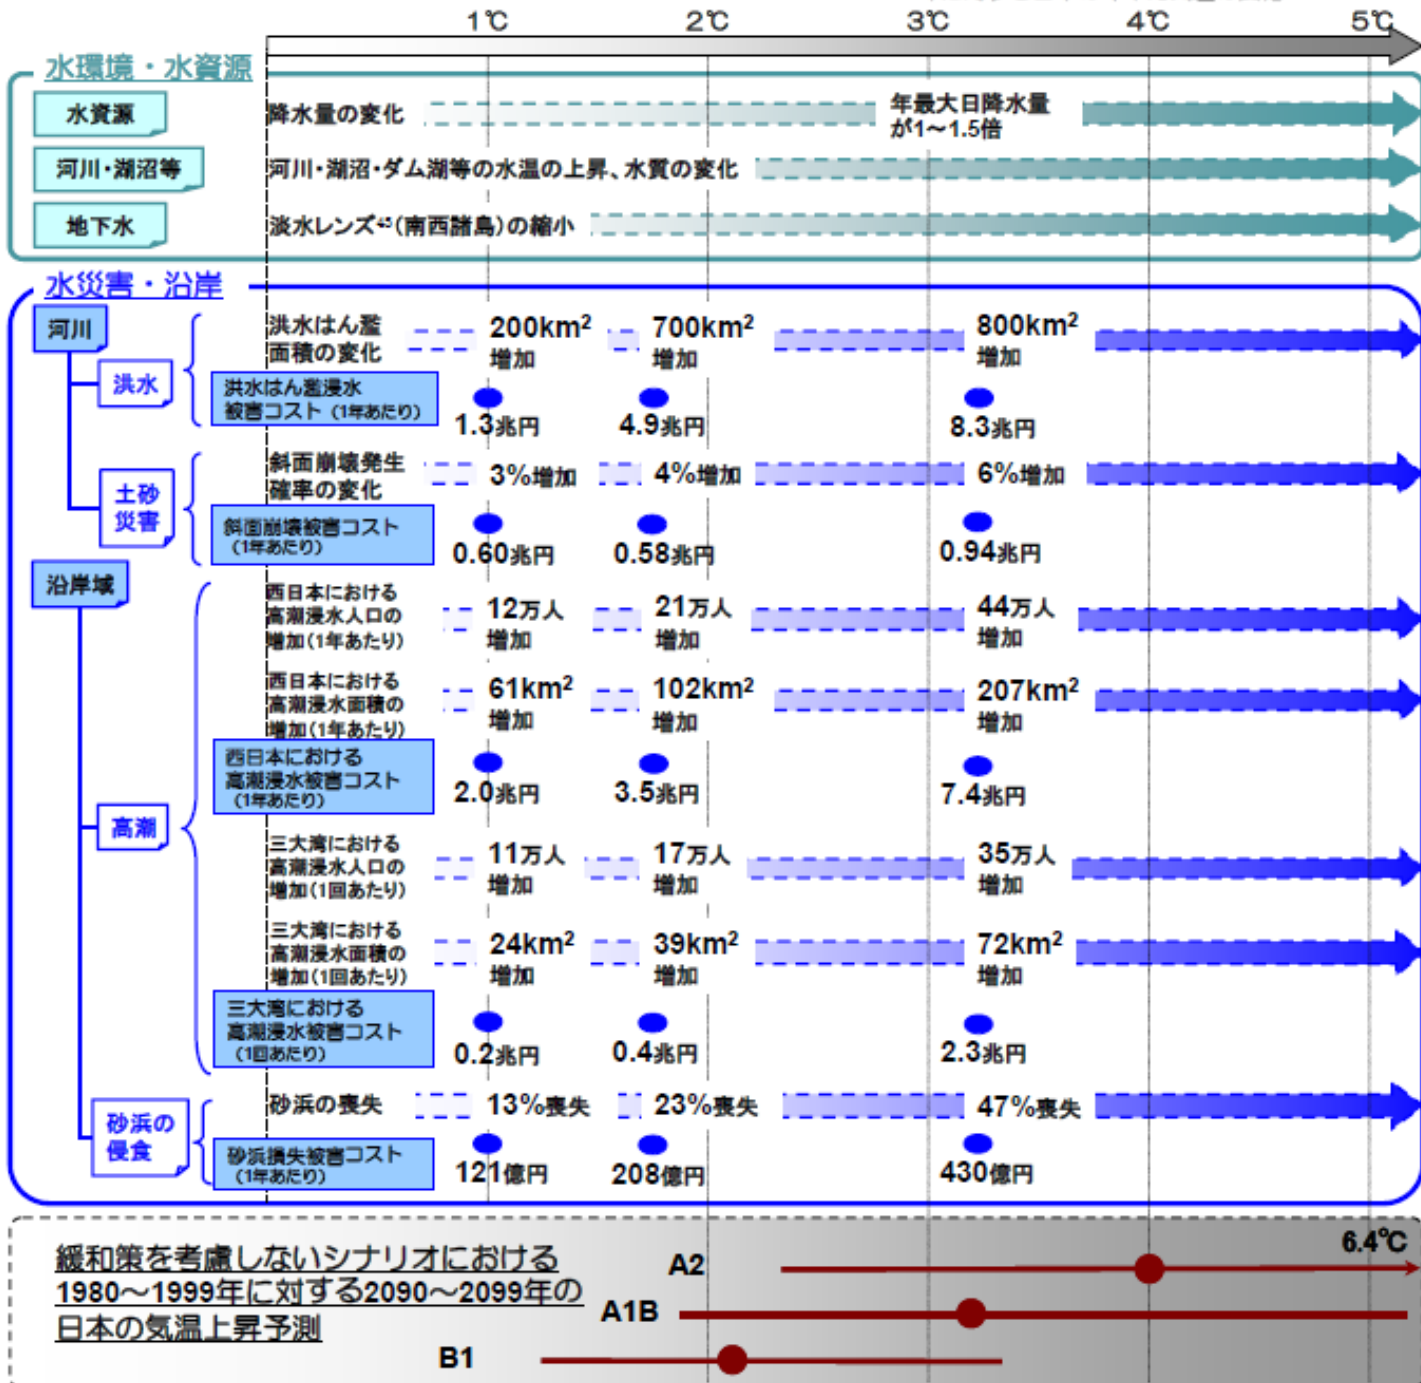 1℃ 2℃ 3℃ 4℃ 5℃
水環境・水資源
水資源
降水量の変化
年最大日降水量
が1～1.5倍
河川・湖沼等
河川・湖沼・ダム湖等の水温の上昇、水質の変化
地下水
淡水レンズ45(南西諸島)の縮小
水災害・沿岸
河川
洪水
洪水はん濫
面積の変化
200km²
増加
700km²
増加
800km²
増加
洪水はん濫浸水
被害コスト (1年あたり)
1.3兆円
4.9兆円
8.3兆円
土砂
災害
斜面崩壊発生
確率の変化
3%増加
4%増加
6%増加
斜面崩壊被害コスト
(1年あたり)
0.60兆円
0.58兆円
0.94兆円
沿岸域
高潮
西日本における
高潮浸水人口の
増加(1年あたり)
12万人
増加
21万人
増加
44万人
増加
西日本における
高潮浸水面積の
増加(1年あたり)
61km²
増加
102km²
増加
207km²
増加
西日本における
高潮浸水被害コスト
(1年あたり)
2.0兆円
3.5兆円
7.4兆円
三大湾における
高潮浸水人口の
増加(1回あたり)
11万人
増加
17万人
増加
35万人
増加
三大湾における
高潮浸水面積の
増加(1回あたり)
24km²
増加
39km²
増加
72km²
増加
三大湾における
高潮浸水被害コスト
(1回あたり)
0.2兆円
0.4兆円
2.3兆円
砂浜の
侵食
砂浜の喪失
13%喪失
23%喪失
47%喪失
砂浜損失被害コスト
(1年あたり)
121億円
208億円
430億円
緩和策を考慮しないシナリオにおける
1980～1999年に対する2090～2099年の
日本の気温上昇予測
6.4℃
A2
A1B
B1